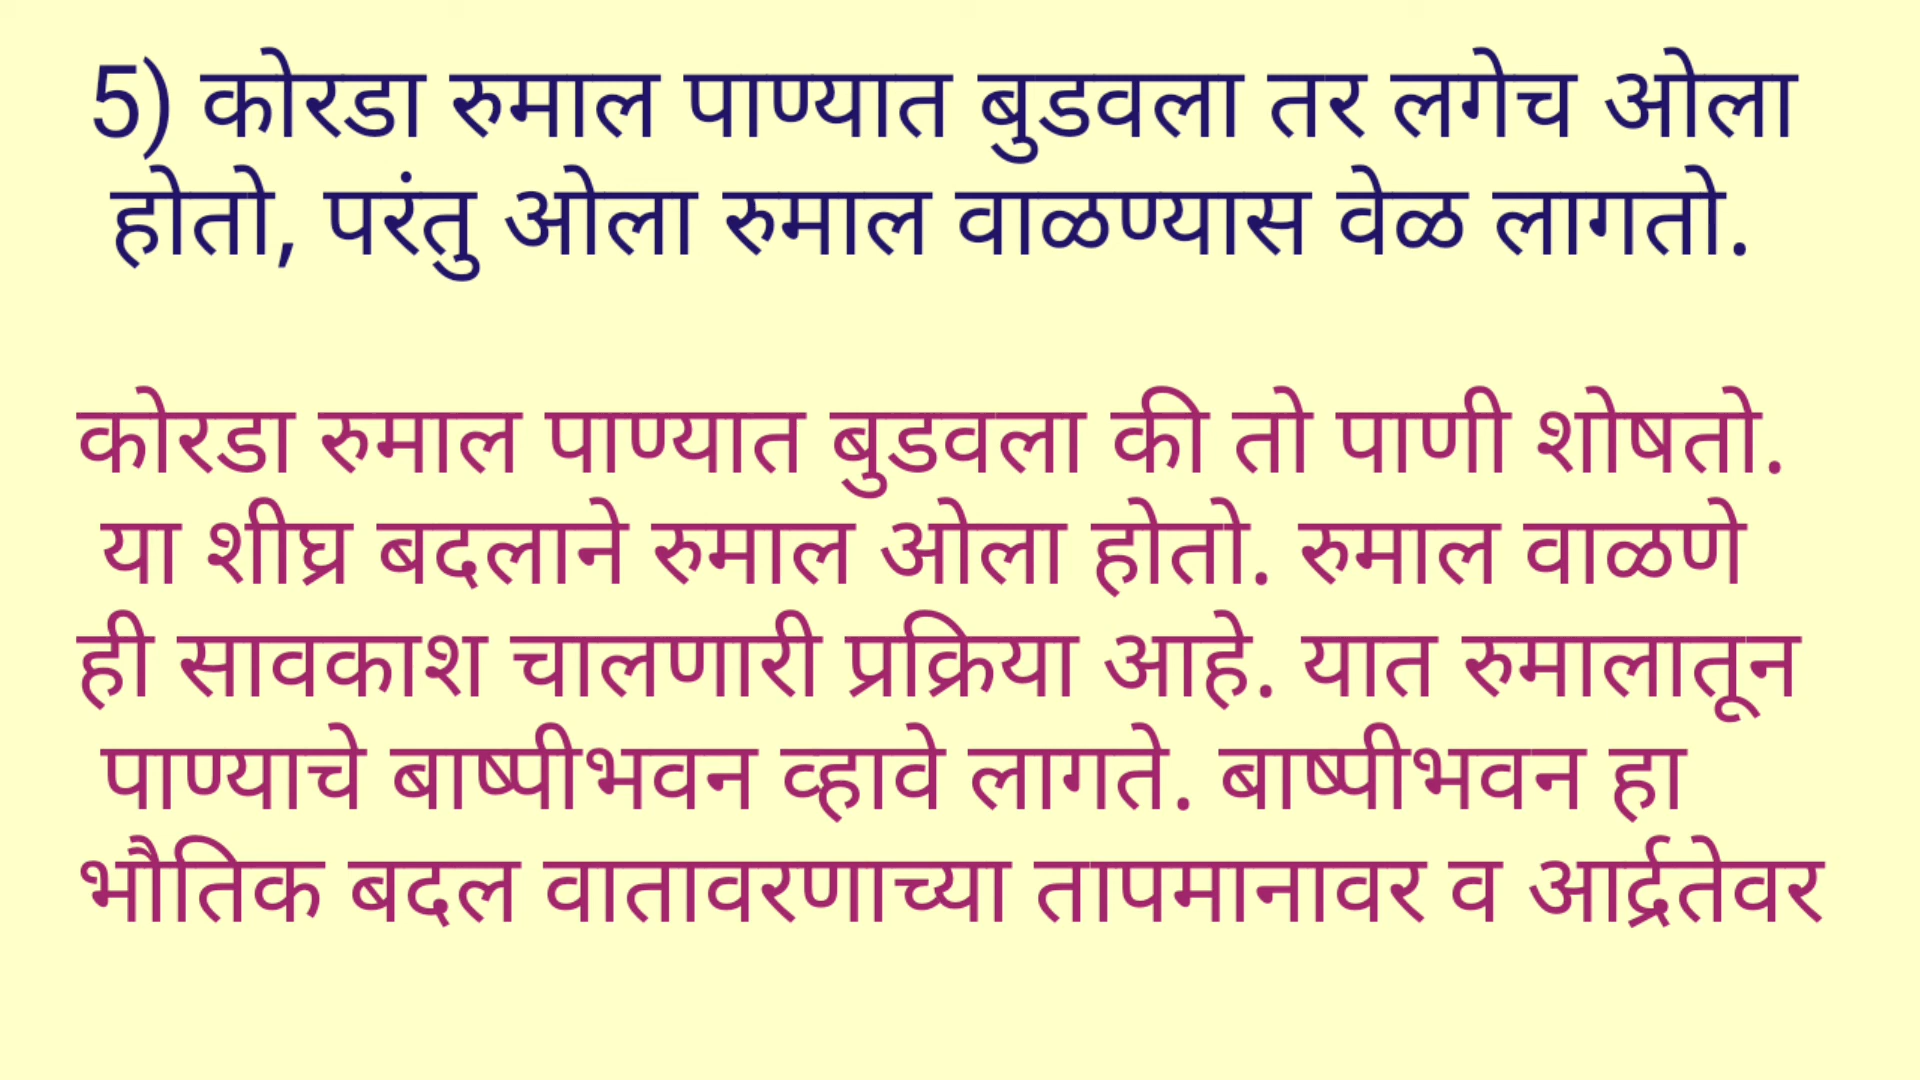 5) कोरडा रुमाल पाण्यात बुडवला तर लगेच ओला
होतो, परंतु ओला रुमाल वाळण्यास वेळ लागतो.
कोरडा रुमाल पाण्यात बुडवला की तो पाणी शोषतो.
या शीघ्र बदलाने रुमाल ओला होतो. रुमाल वाळणे
ही सावकाश चालणारी प्रक्रिया आहे. यात रुमालातून
पाण्याचे बाष्पीभवन व्हावे लागते. बाष्पीभवन हा
भौतिक बदल वातावरणाच्या तापमानावर व आर्द्रतेवर